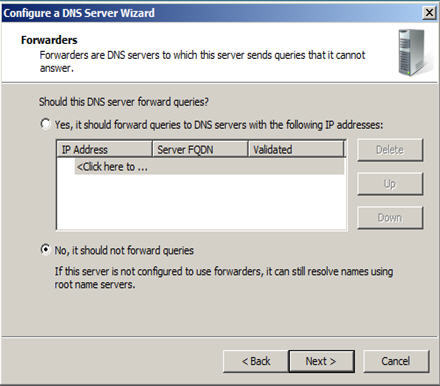 Configure a DNS Server Wizard
Forwarders
Forwarders are DNS servers to which this server sends queries that it cannot
answer.
Should this DNS server forward queries?
Yes, it should forward queries to DNS servers with the following IP addresses:
IP Address Server FQDN Validated
<Click here to ...
Delete
Up
Down
No, it should not forward queries
If this server is not configured to use forwarders, it can still resolve names using
root name servers.
< Back Next > Cancel